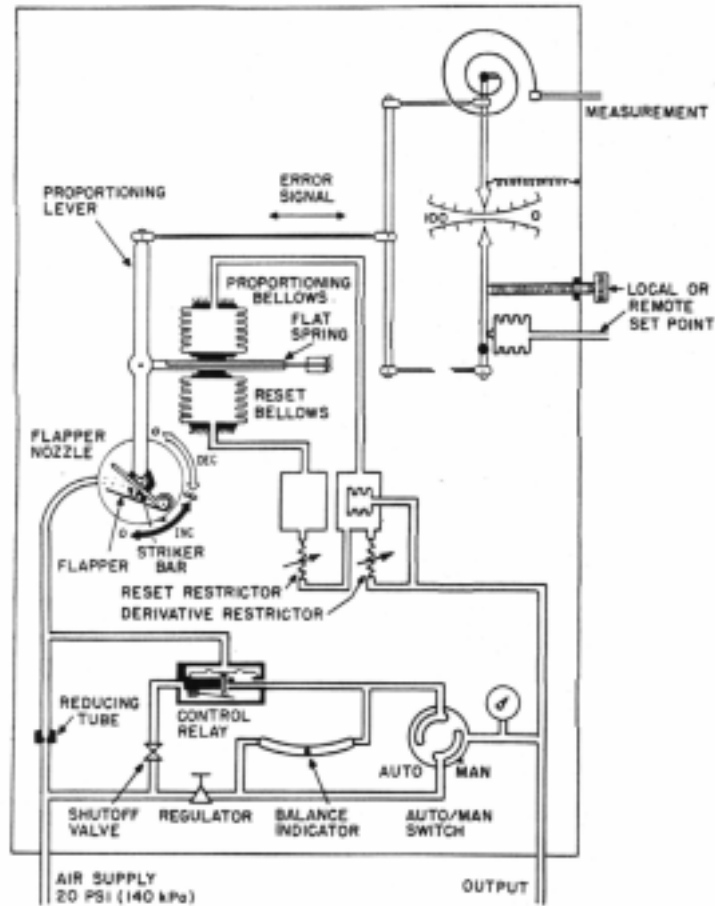 MEASUREMENT
PROPORTIONING
LEVER
ERROR
SIGNAL
100
0
PROPORTIONING
BELLOWS
FLAT
SPRING
LOCAL OR
REMOTE
SET POINT
RESET
BELLOWS
FLAPPER
NOZZLE
DEC
INC
STRIKER
BAR
FLAPPER
RESET RESTRICTOR
DERIVATIVE RESTRICTOR
REDUCING
TUBE
CONTROL
RELAY
AUTO
MAN
SHUTOFF
VALVE
REGULATOR
BALANCE
INDICATOR
AUTO/MAN
SWITCH
AIR SUPPLY
20 PSI (140 kPa)
OUTPUT